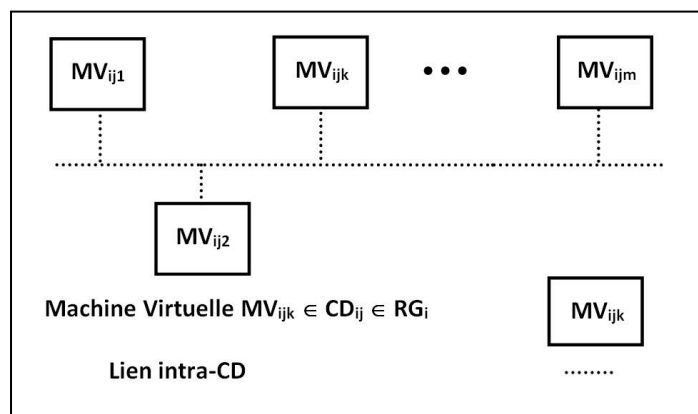 MVij1 MVijk ••• MVijm
MVij2
Machine Virtuelle MVijk ∈ CDij ∈ RGi MVijk
Lien intra-CD